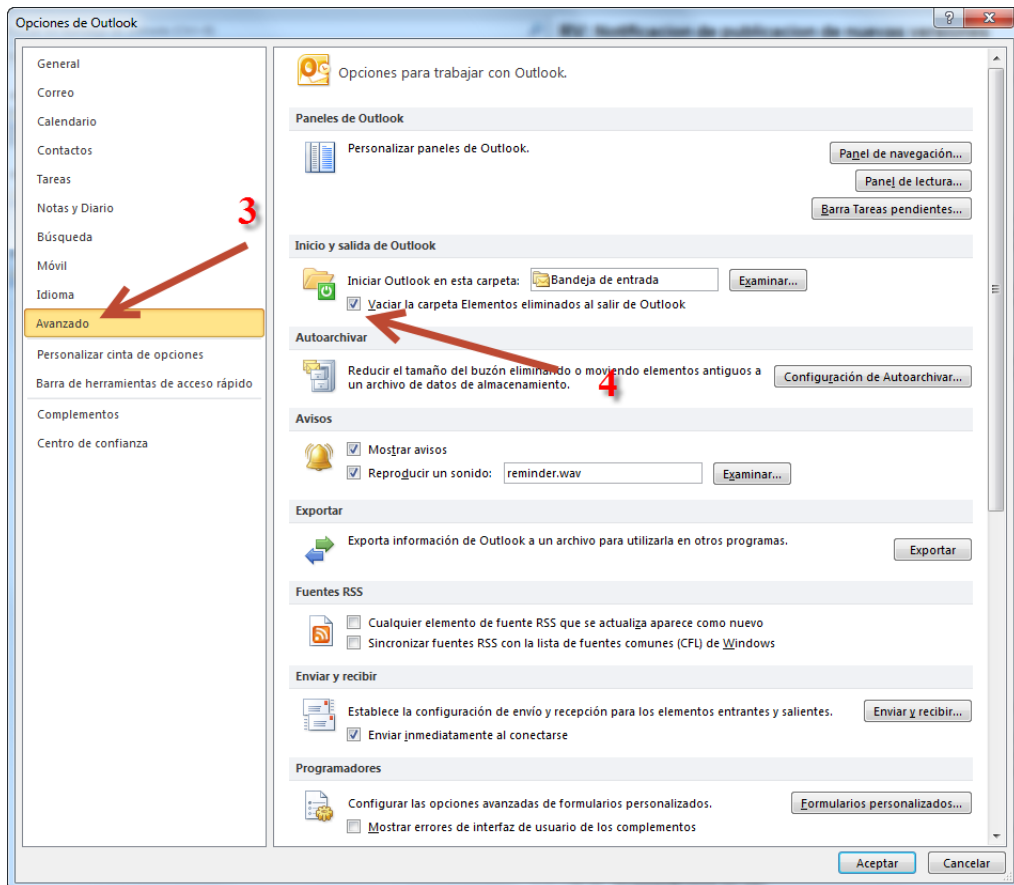 Opciones de Outlook
RV: Notificacion de publicacion de nuevas versiones
General
Correo
Calendario
Contactos
Tareas
Notas y Diario
Búsqueda
Móvil
Idioma
Avanzado
Personalizar cinta de opciones
Barra de herramientas de acceso rápido
Complementos
Centro de confianza
3
Opciones para trabajar con Outlook.
Paneles de Outlook
Personalizar paneles de Outlook.
Panel de navegación...
Panel de lectura...
Barra Tareas pendientes...
Inicio y salida de Outlook
Iniciar Outlook en esta carpeta: Bandeja de entrada Examinar...
Vaciar la carpeta Elementos eliminados al salir de Outlook
Autoarchivar
Reducir el tamaño del buzón eliminando o moviendo elementos antiguos a
un archivo de datos de almacenamiento.
Configuración de Autoarchivar...
4
Avisos
Mostrar avisos
Reproducir un sonido: reminder.wav Examinar...
Exportar
Exporta información de Outlook a un archivo para utilizarla en otros programas.
Exportar
Fuentes RSS
Cualquier elemento de fuente RSS que se actualiza aparece como nuevo
Sincronizar fuentes RSS con la lista de fuentes comunes (CFL) de Windows
Enviar y recibir
Establece la configuración de envío y recepción para los elementos entrantes y salientes. Enviar y recibir...
Enviar inmediatamente al conectarse
Programadores
Configurar las opciones avanzadas de formularios personalizados. Formularios personalizados...
Mostrar errores de interfaz de usuario de los complementos
Aceptar Cancelar